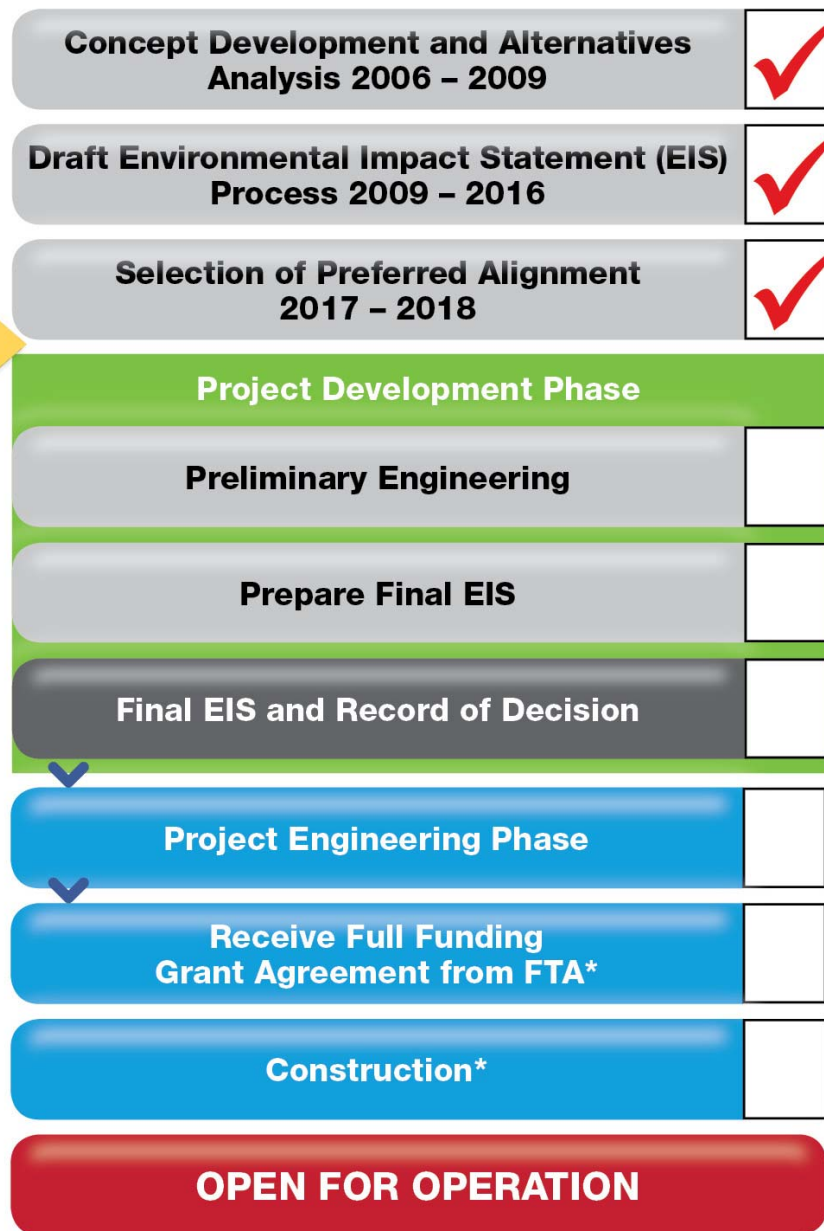 Concept Development and Alternatives
Analysis 2006 – 2009
Draft Environmental Impact Statement (EIS)
Process 2009 – 2016
Selection of Preferred Alignment
2017 – 2018
Project Development Phase
Preliminary Engineering
Prepare Final EIS
Final EIS and Record of Decision
Project Engineering Phase
Receive Full Funding
Grant Agreement from FTA*
Construction*
OPEN FOR OPERATION